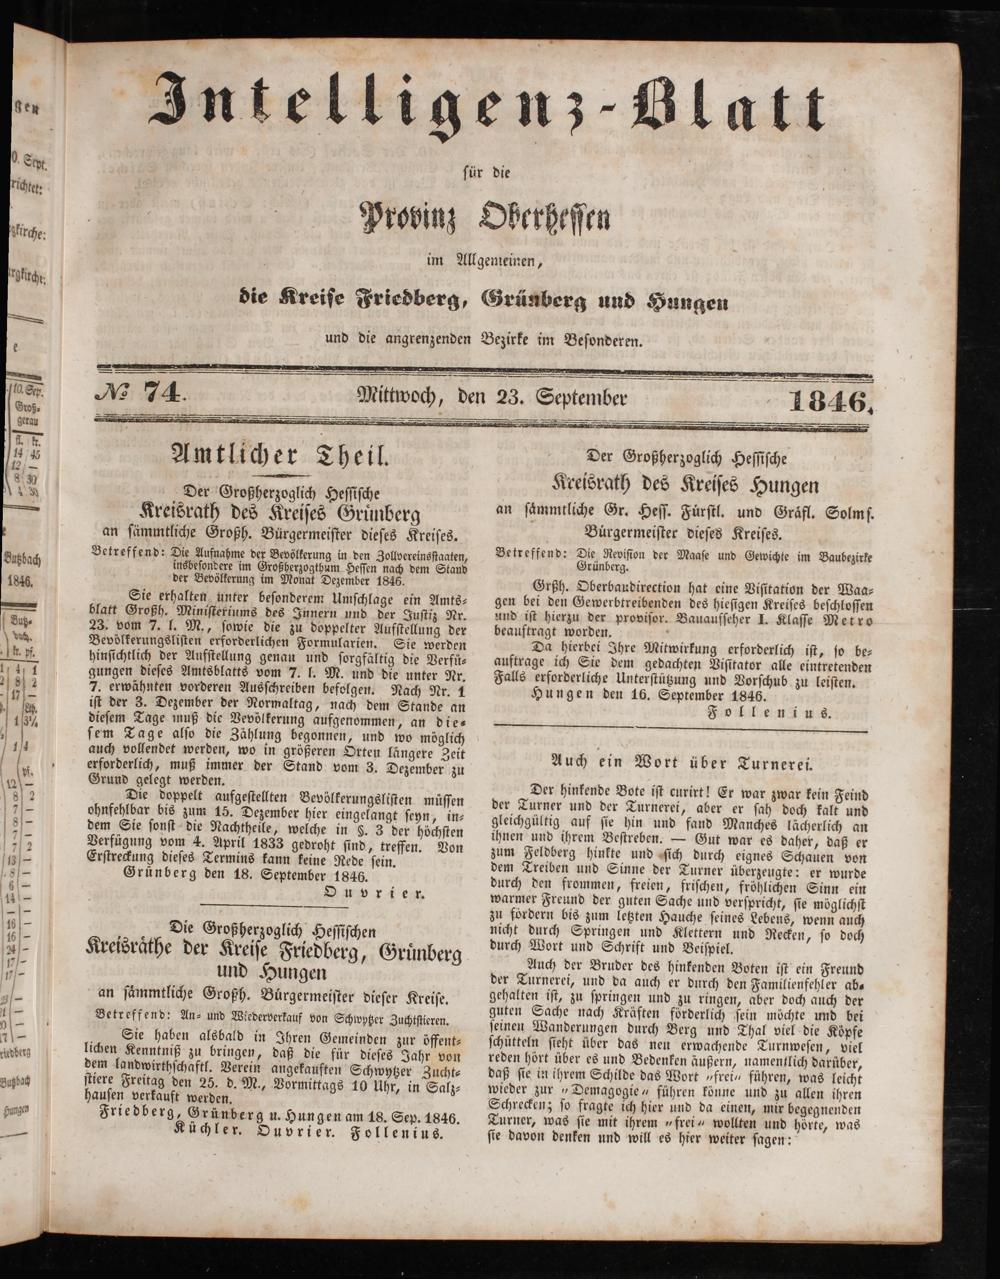 Intelligenz-Blatt
für die
Provinz Oberhessen
im Allgemeinen,
die Kreise Friedberg, Grünberg und Hungen
und die angrenzenden Bezirke im Besonderen.
№ 74.
Mittwoch, den 23. September
1846.
Amtlicher Theil.
Der Großherzoglich Hessische
Kreisrath des Kreises Grünberg
an sämmtliche Großh. Bürgermeister dieses Kreises.
Betreffend: Die Aufnahme der Bevölkerung in den Zollvereinsstaaten,
insbesondere im Großherzogthum Hessen nach dem Stand
der Bevölkerung im Monat Dezember 1846.
Sie erhalten unter besonderem Umschlage ein Amts-
blatt Großh. Ministeriums des Innern und der Justiz Nr.
23. vom 7. l. M., sowie die zu doppelter Aufstellung der
Bevölkerungslisten erforderlichen Formularien. Sie werden
hinsichtlich der Aufstellung genau und sorgfältig die Verfü-
gungen dieses Amtsblatts vom 7. l. M. und die unter Nr.
7. erwähnten vorderen Ausschreiben befolgen. Nach Nr. 1
ist der 3. Dezember der Normaltag, nach dem Stande an
diesem Tage muß die Bevölkerung aufgenommen, an die-
sem Tage also die Zählung begonnen, und wo möglich
auch vollendet werden, wo in größeren Orten längere Zeit
erforderlich, muß immer der Stand vom 3. Dezember zu
Grund gelegt werden.
Die doppelt aufgestellten Bevölkerungslisten müssen
ohnfehlbar bis zum 15. Dezember hier eingelangt seyn, in-
dem Sie sonst die Nachtheile, welche in §. 3 der höchsten
Verfügung vom 4. April 1833 gedroht sind, treffen. Von
Erstreckung dieses Termins kann keine Rede sein.
Grünberg den 18. September 1846.
Ouvrier.
Die Großherzoglich Hessischen
Kreisräthe der Kreise Friedberg, Grünberg
und Hungen
an sämmtliche Großh. Bürgermeister dieser Kreise.
Betreffend: An- und Wiederverkauf von Schwytzer Zuchtstieren.
Sie haben alsbald in Ihren Gemeinden zur öffent-
lichen Kenntniß zu bringen, daß die für dieses Jahr von
dem landwirthschaftl. Verein angekauften Schwytzer Zucht-
stiere Freitag den 25. d. M., Vormittags 10 Uhr, in Salz-
hausen verkauft werden.
Friedberg, Grünberg u. Hungen am 18. Sep. 1846.
Küchler. Ouvrier. Follenius.
Der Großherzoglich Hessische
Kreisrath des Kreises Hungen
an sämmtliche Gr. Hess. Fürstl. und Gräfl. Solms.
Bürgermeister dieses Kreises.
Betreffend: Die Revision der Maase und Gewichte im Baubezirke
Grünberg.
Grßh. Oberbaudirection hat eine Visitation der Waa-
gen bei den Gewerbtreibenden des hiesigen Kreises beschlossen
und ist hierzu der provisor. Bauaufseher I. Klasse Metro
beauftragt worden.
Da hierbei Ihre Mitwirkung erforderlich ist, so be-
auftrage ich Sie dem gedachten Visitator alle eintretenden
Falls erforderliche Unterstützung und Vorschub zu leisten.
Hungen den 16. September 1846.
Follenius.
Auch ein Wort über Turnerei.
Der hinkende Bote ist curirt! Er war zwar kein Feind
der Turner und der Turnerei, aber er sah doch kalt und
gleichgültig auf sie hin und fand Manches lächerlich an
ihnen und ihrem Bestreben. — Gut war es daher, daß er
zum Feldberg hinkte und sich durch eignes Schauen von
dem Treiben und Sinne der Turner überzeugte: er wurde
durch den frommen, freien, frischen, fröhlichen Sinn ein
warmer Freund der guten Sache und verspricht, sie möglichst
zu fördern bis zum letzten Hauche seines Lebens, wenn auch
nicht durch Springen und Klettern und Recken, so doch
durch Wort und Schrift und Beispiel.
Auch der Bruder des hinkenden Boten ist ein Freund
der Turnerei, und da auch er durch den Familienfehler ab-
gehalten ist, zu springen und zu ringen, aber doch auch der
guten Sache nach Kräften förderlich sein möchte und bei
seinen Wanderungen durch Berg und Thal viel die Köpfe
schütteln sieht über das neu erwachende Turnwesen, viel
reden hört über es und Bedenken äußern, namentlich darüber,
daß sie in ihrem Schilde das Wort „frei“ führen, was leicht
wieder zur „Demagogie“ führen könne und zu allen ihren
Schrecken; so fragte ich hier und da einen, mir begegnenden
Turner, was sie mit ihrem „frei“ wollten und hörte, was
sie davon denken und will es hier weiter sagen: